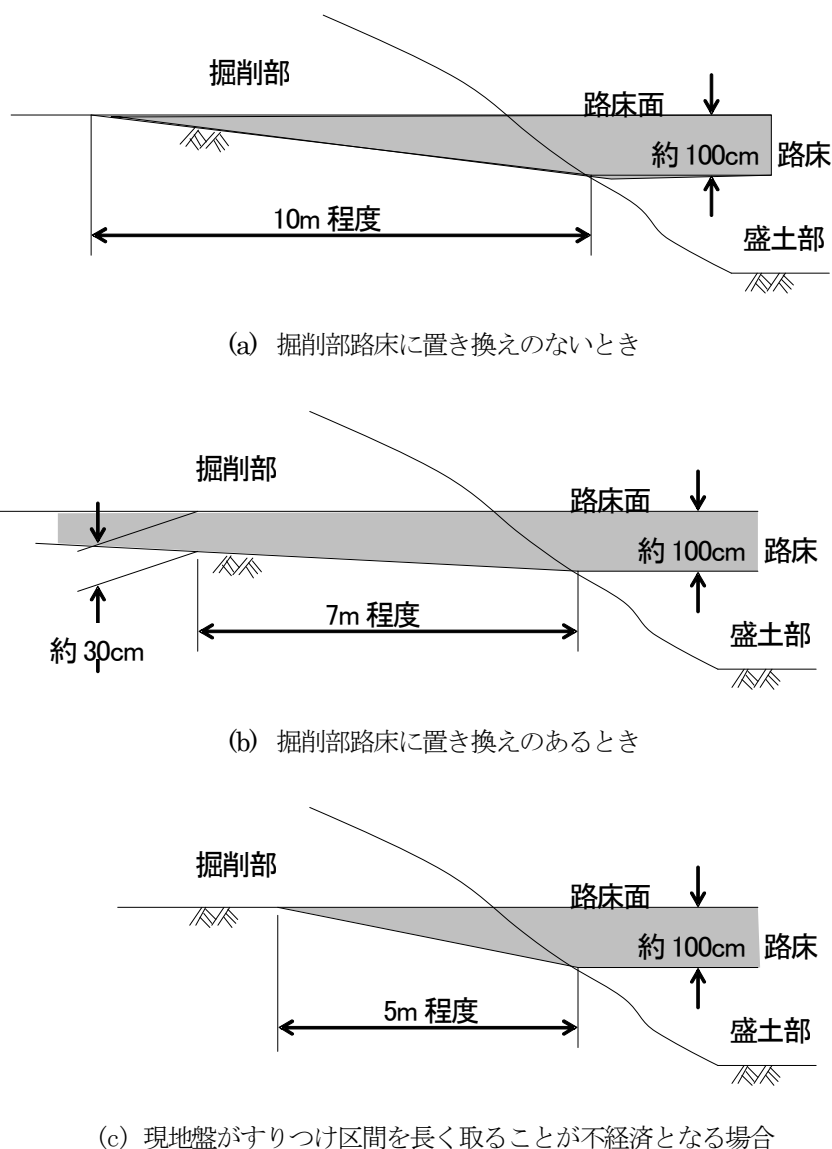 掘削部
路床面
約100cm 路床
10m 程度
盛土部
(a) 掘削部路床に置き換えのないとき
掘削部
路床面
約100cm 路床
7m 程度
約30cm
盛土部
(b) 掘削部路床に置き換えのあるとき
掘削部
路床面
約100cm 路床
5m 程度
盛土部
(c) 現地盤がすりつけ区間を長く取ることが不経済となる場合